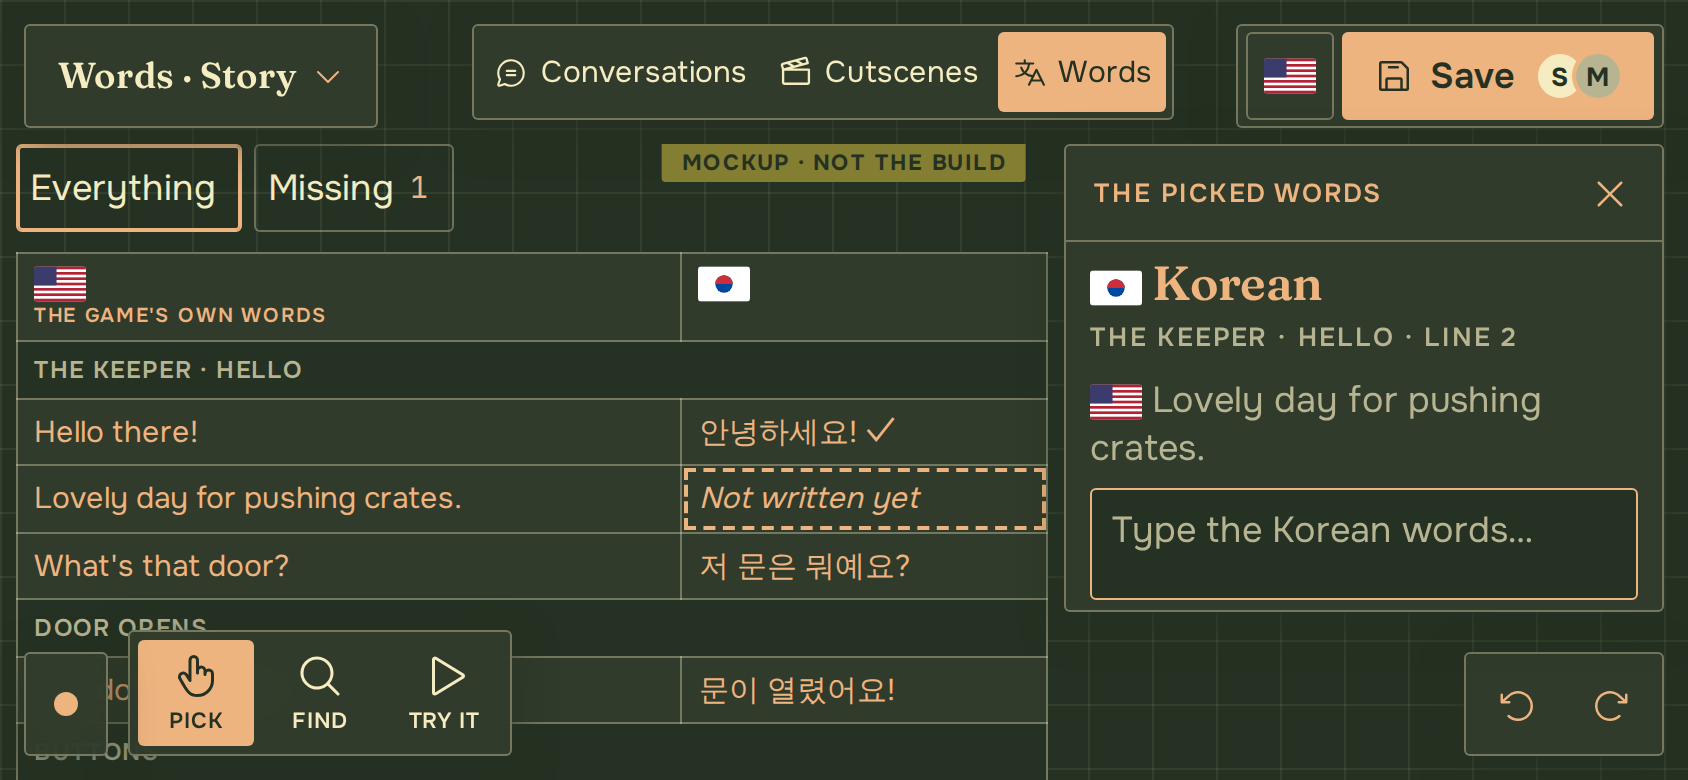 Words · Story
Conversations
Cutscenes
Words
Save
S
M
Everything
Missing 1
MOCKUP · NOT THE BUILD
THE GAME'S OWN WORDS
THE KEEPER · HELLO
Hello there!
안녕하세요!
Lovely day for pushing crates.
Not written yet
What's that door?
저 문은 뭐예요?
DOOR OPENS
문이 열렸어요!
PICK
FIND
TRY IT
BUTTONS
THE PICKED WORDS
Korean
THE KEEPER · HELLO · LINE 2
Lovely day for pushing
crates.
Type the Korean words...